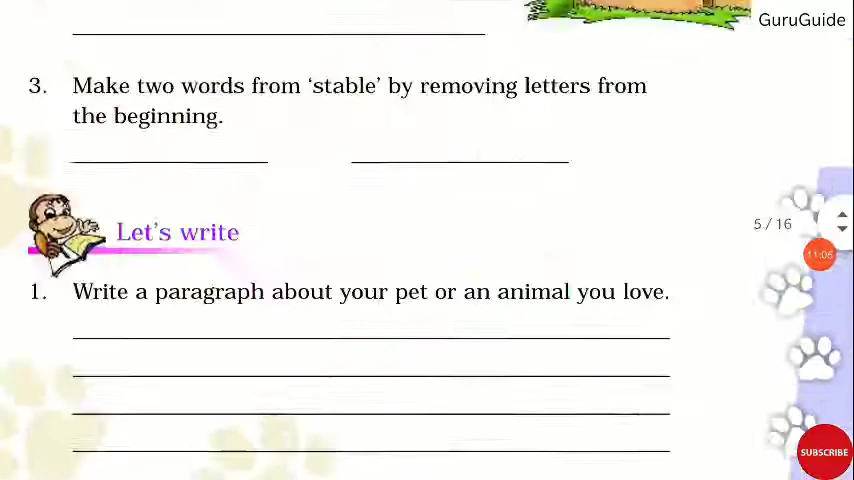 GuruGuide
3. Make two words from ‘stable’ by removing letters from
the beginning.
Let’s write
5 / 16
11:06
1. Write a paragraph about your pet or an animal you love.
SUBSCRIBE